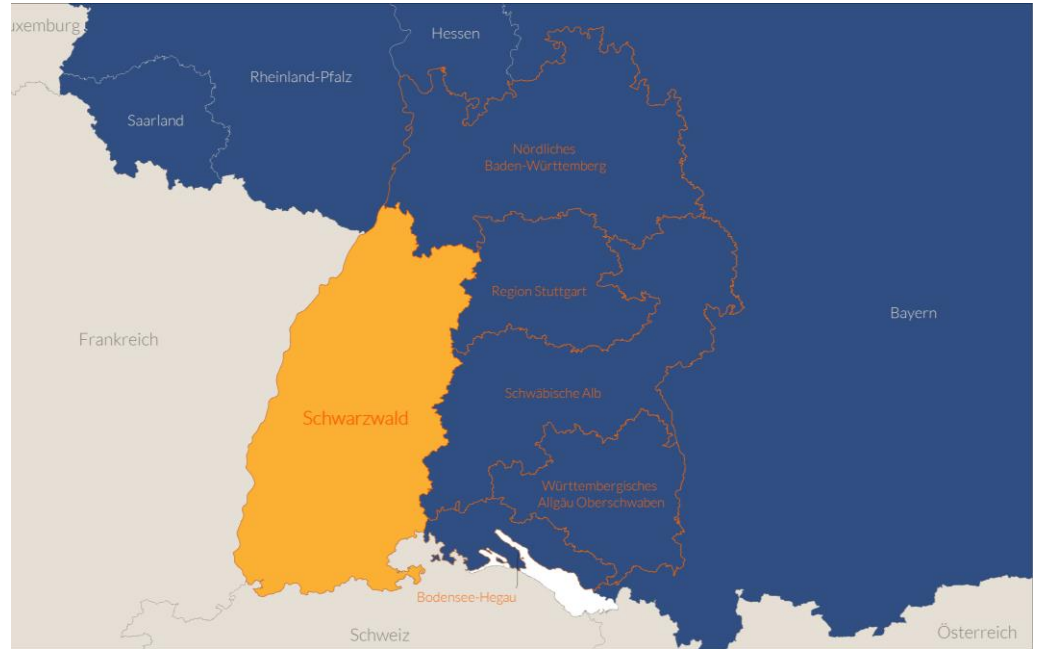 uxemburg
Hessen
Rheinland-Pfalz
Saarland
Nördliches
Baden-Württemberg
Region Stuttgart
Bayern
Frankreich
Schwäbische Alb
Schwarzwald
Württembergisches
Allgäu Oberschwaben
Bodensee-Hegau
Schweiz
Österreich